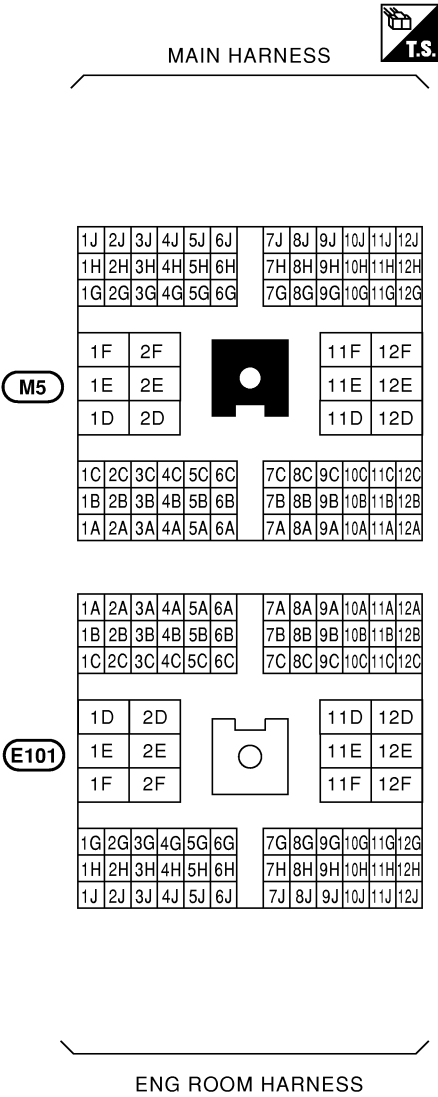 T.S.
MAIN HARNESS
1J 2J 3J 4J 5J 6J 7J 8J 9J 10J 11J 12J
1H 2H 3H 4H 5H 6H 7H 8H 9H 10H 11H 12H
1G 2G 3G 4G 5G 6G 7G 8G 9G 10G 11G 12G
1F 2F 11F 12F
M5 1E 2E 11E 12E
1D 2D 11D 12D
1C 2C 3C 4C 5C 6C 7C 8C 9C 10C 11C 12C
1B 2B 3B 4B 5B 6B 7B 8B 9B 10B 11B 12B
1A 2A 3A 4A 5A 6A 7A 8A 9A 10A 11A 12A
1A 2A 3A 4A 5A 6A 7A 8A 9A 10A 11A 12A
1B 2B 3B 4B 5B 6B 7B 8B 9B 10B 11B 12B
1C 2C 3C 4C 5C 6C 7C 8C 9C 10C 11C 12C
1D 2D 11D 12D
E101 1E 2E 11E 12E
1F 2F 11F 12F
1G 2G 3G 4G 5G 6G 7G 8G 9G 10G 11G 12G
1H 2H 3H 4H 5H 6H 7H 8H 9H 10H 11H 12H
1J 2J 3J 4J 5J 6J 7J 8J 9J 10J 11J 12J
ENG ROOM HARNESS